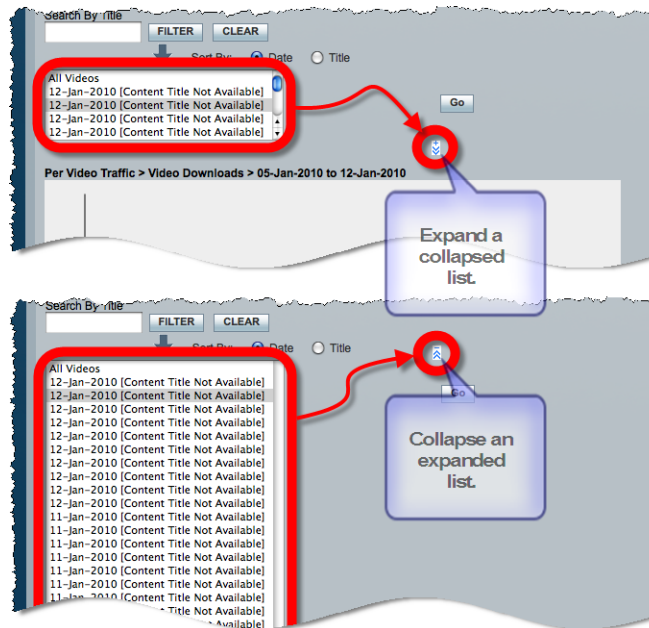 Search By Title
FILTER CLEAR
Sort By: Date Title
All Videos
12-Jan-2010 [Content Title Not Available]
12-Jan-2010 [Content Title Not Available]
12-Jan-2010 [Content Title Not Available]
12-Jan-2010 [Content Title Not Available]
Go
Per Video Traffic > Video Downloads > 05-Jan-2010 to 12-Jan-2010
Expand a
collapsed
list.
Search By Title
FILTER CLEAR
Sort By: Date Title
All Videos
12-Jan-2010 [Content Title Not Available]
12-Jan-2010 [Content Title Not Available]
12-Jan-2010 [Content Title Not Available]
12-Jan-2010 [Content Title Not Available]
12-Jan-2010 [Content Title Not Available]
12-Jan-2010 [Content Title Not Available]
12-Jan-2010 [Content Title Not Available]
12-Jan-2010 [Content Title Not Available]
12-Jan-2010 [Content Title Not Available]
12-Jan-2010 [Content Title Not Available]
11-Jan-2010 [Content Title Not Available]
11-Jan-2010 [Content Title Not Available]
11-Jan-2010 [Content Title Not Available]
11-Jan-2010 [Content Title Not Available]
11-Jan-2010 [Content Title Not Available]
11-Jan-2010 [Content Title Not Available]
11-Jan-2010 [Content Title Not Available]
Title Not Available]
Available]
Go
Collapse an
expanded
list.